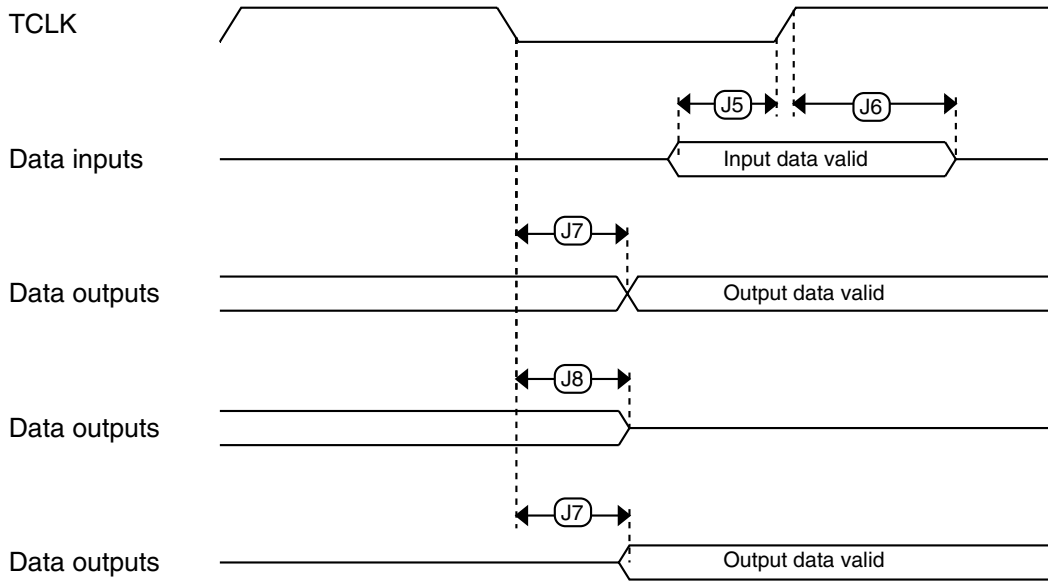 TCLK
J5
J6
Data inputs
Input data valid
J7
Data outputs
Output data valid
J8
Data outputs
J7
Data outputs
Output data valid